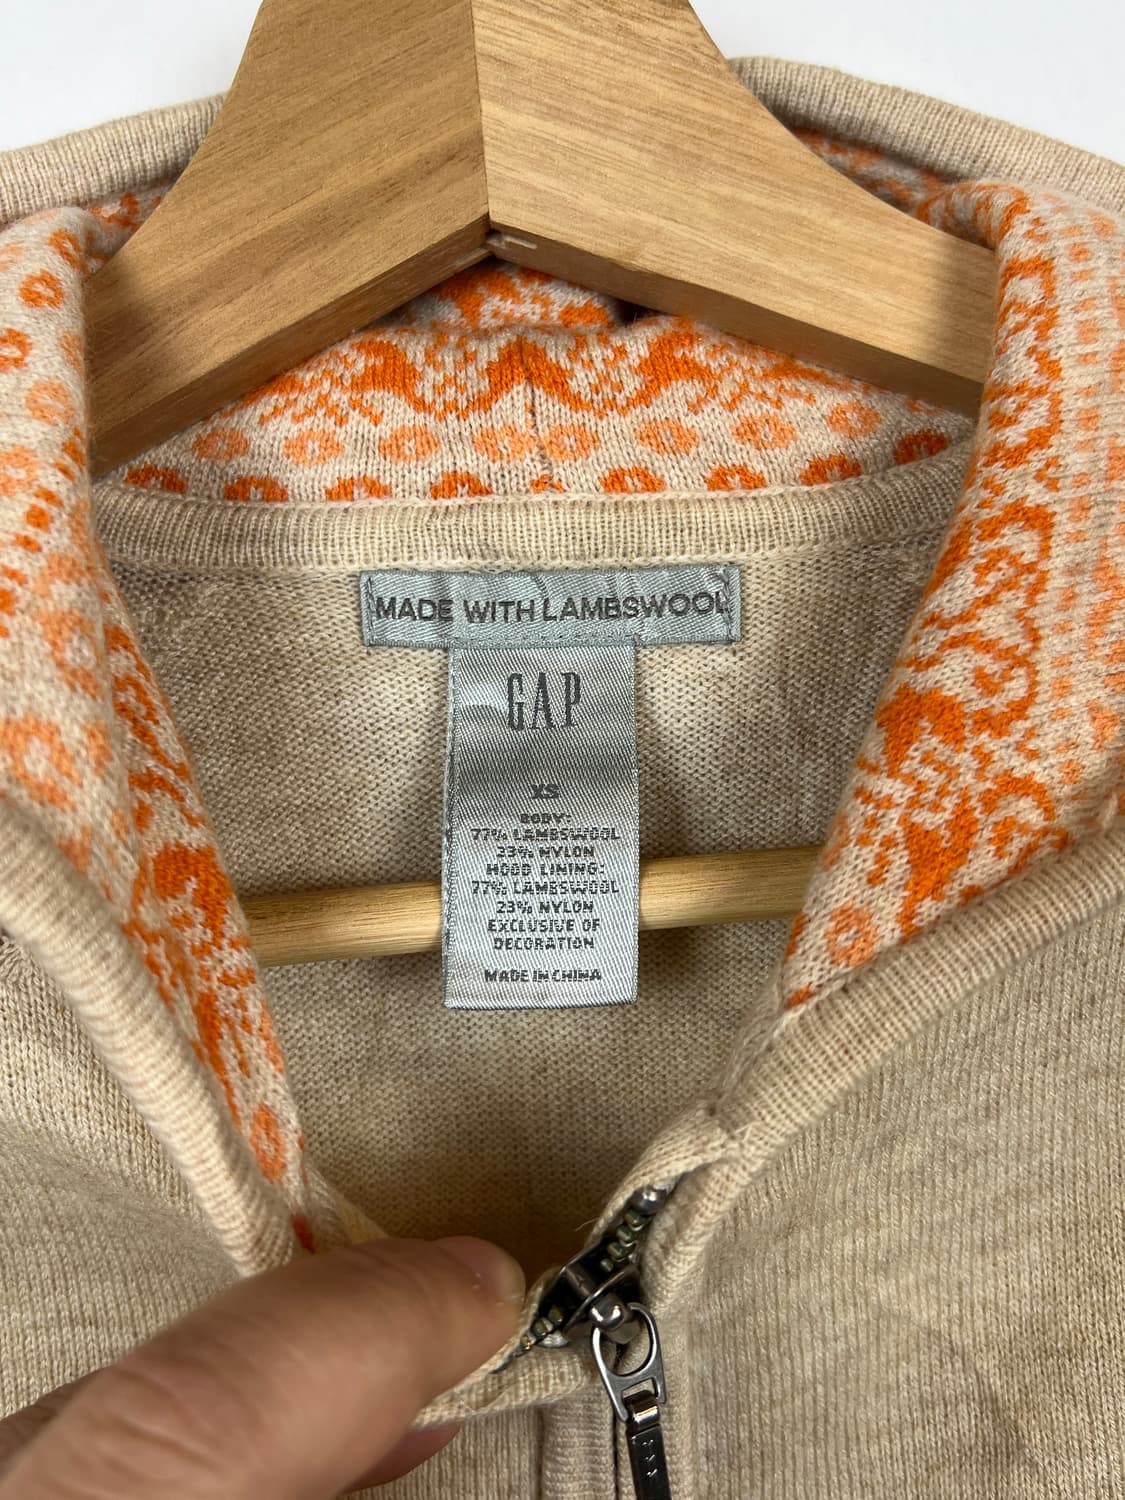 MADE WITH LAMBSWOOL
GAP
XS
BODY:
77% LAMBSWOOL
23% NYLON
HOOD LINING:
77% LAMBSWOOL
23% NYLON
EXCLUSIVE OF
DECORATION
MADE IN CHINA